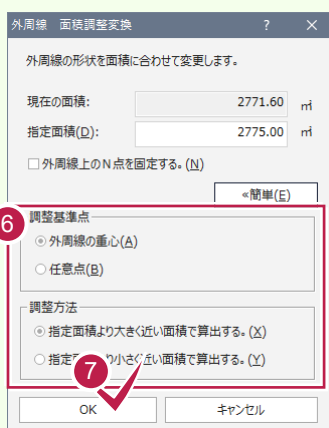 外周線 面積調整変換 ? ×
外周線の形状を面積に合わせて変更します。
現在の面積: 2771.60 ㎡
指定面積(D): 2775.00 ㎡
外周線上のN点を固定する。(N)
«簡単(E)
6
調整基準点
外周線の重心(A)
任意点(B)
調整方法
指定面積より大きく近い面積で算出する。(X)
指定 り小さく近い面積で算出する。(Y)
7
OK キャンセル